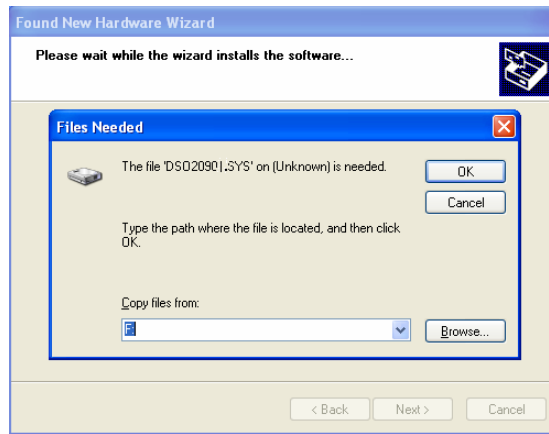 Found New Hardware Wizard
Please wait while the wizard installs the software...
Files Needed
The file 'DSO2090|.SYS' on (Unknown) is needed.
OK
Cancel
Type the path where the file is located, and then click
OK.
Copy files from:
F:
Browse...
< Back
Next >
Cancel